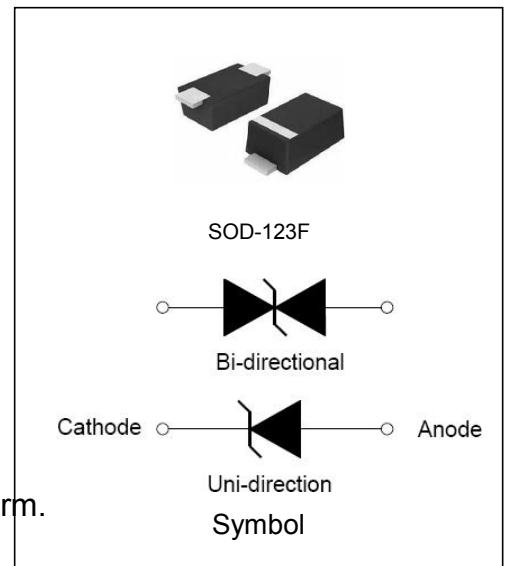 SOD-123F
Bi-directional
Cathode Anode
Uni-direction
rm.
Symbol